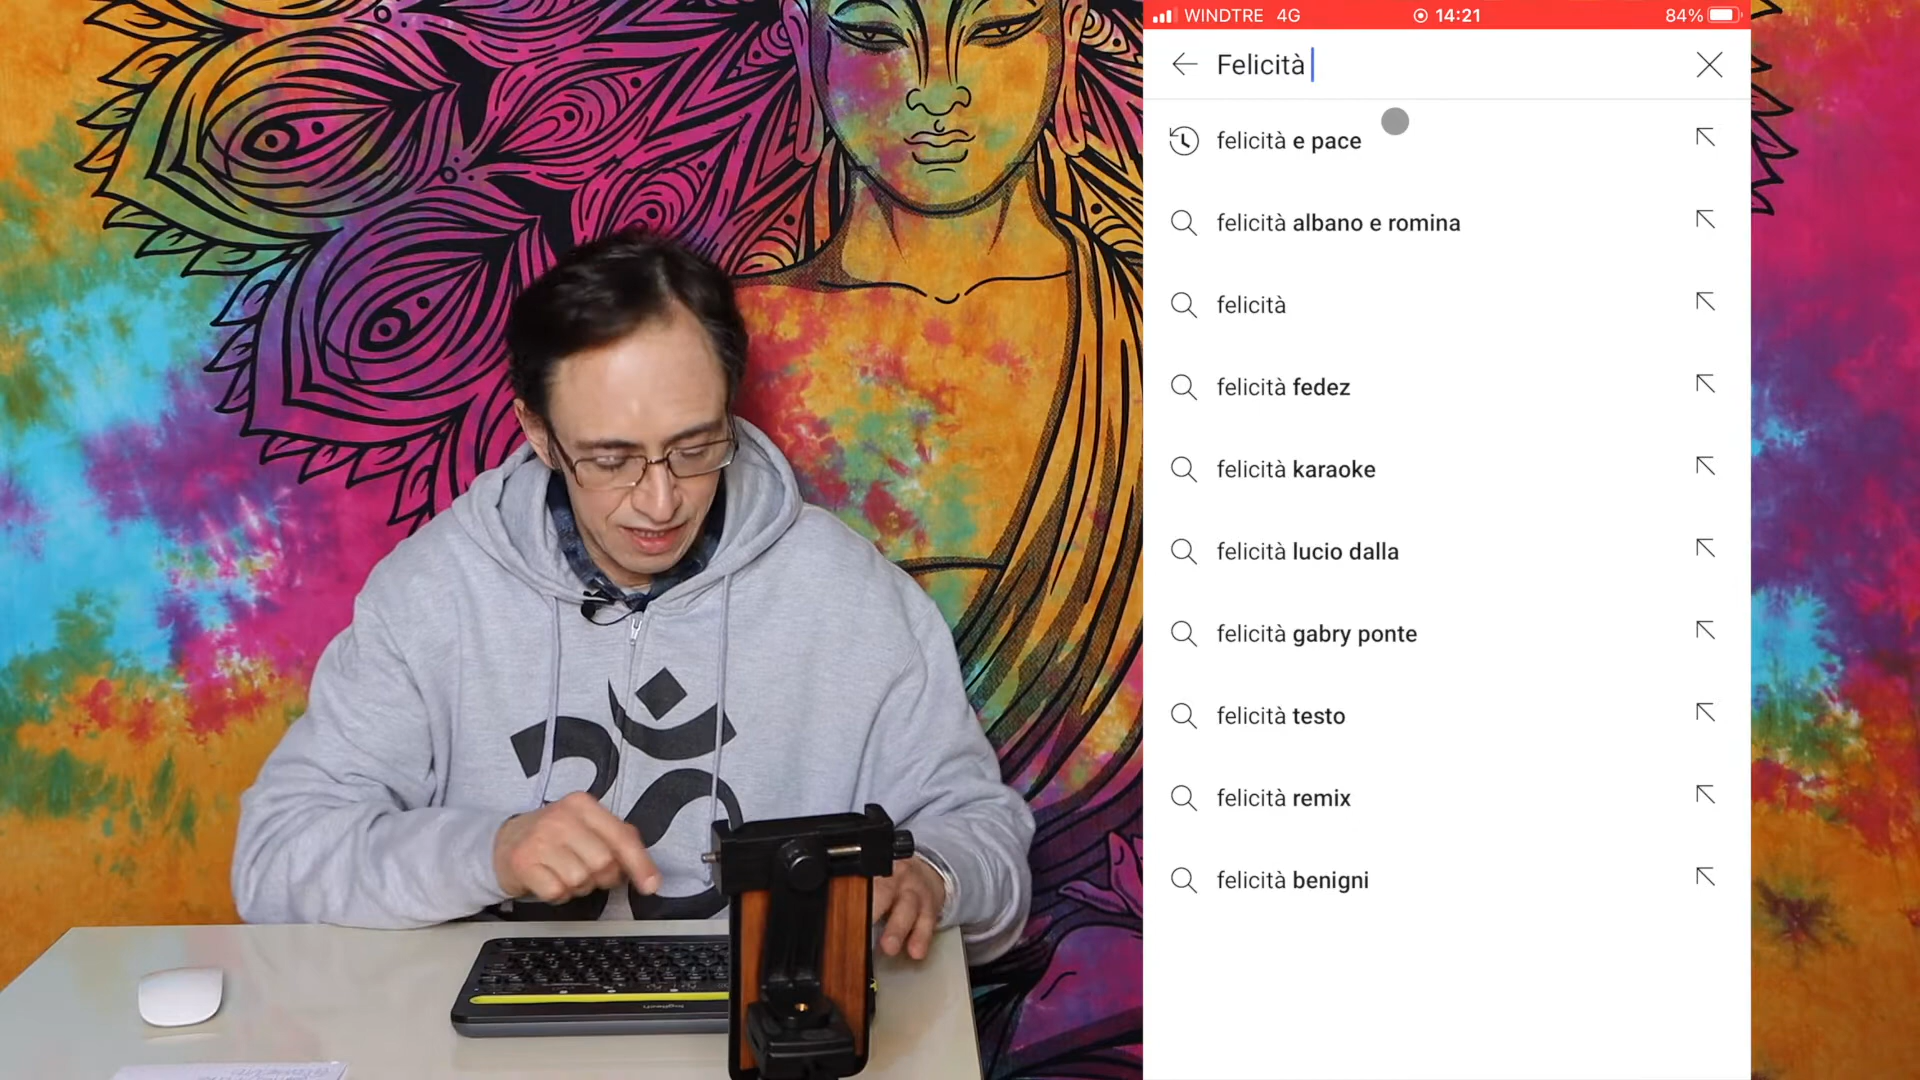 WINDTRE 4G 14:21 84%
Felicità
felicità e pace
felicità albano e romina
felicità
felicità fedez
felicità karaoke
felicità lucio dalla
felicità gabry ponte
felicità testo
felicità remix
felicità benigni
ॐ
logitech